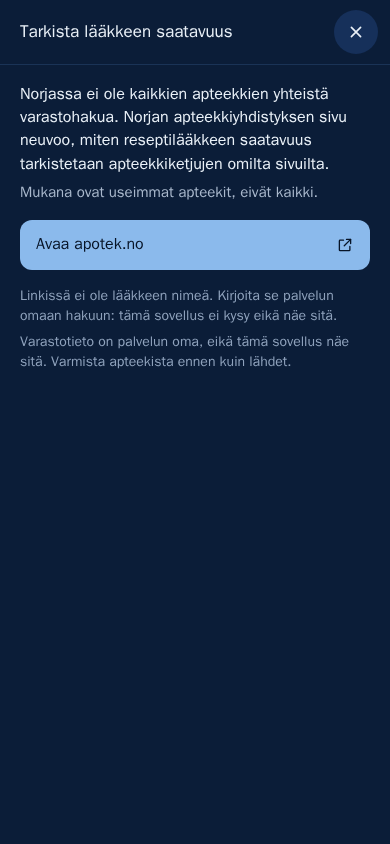 Tarkista lääkkeen saatavuus
Norjassa ei ole kaikkien apteekkien yhteistä
varastohakua. Norjan apteekkiyhdistyksen sivu
neuvoo, miten reseptilääkkeen saatavuus
tarkistetaan apteekkiketjujen omilta sivuilta.
Mukana ovat useimmat apteekit, eivät kaikki.
Avaa apotek.no
Linkissä ei ole lääkkeen nimeä. Kirjoita se palvelun
omaan hakuun: tämä sovellus ei kysy eikä näe sitä.
Varastotieto on palvelun oma, eikä tämä sovellus näe
sitä. Varmista apteekista ennen kuin lähdet.